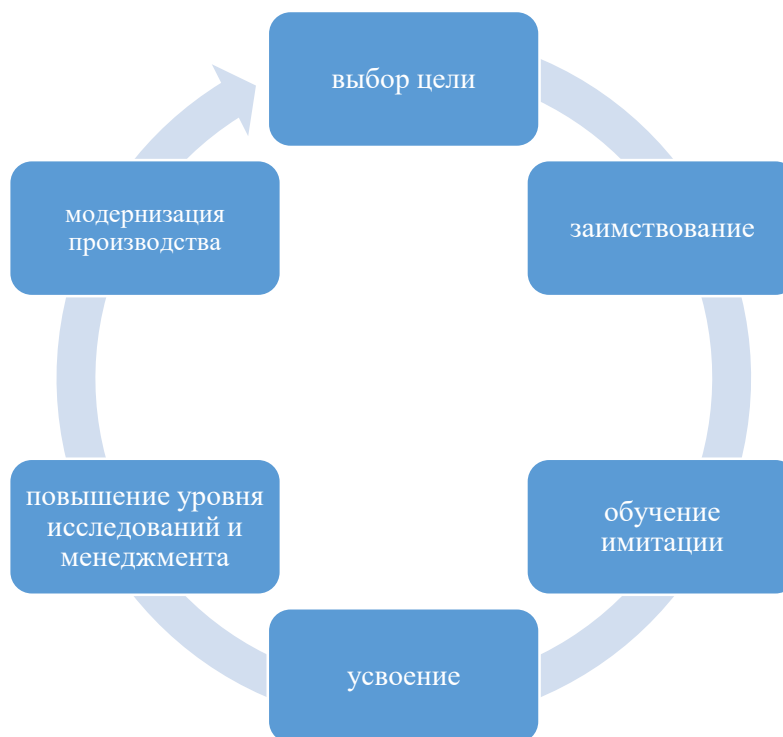 выбор цели
заимствование
обучение
имитации
усвоение
повышение уровня
исследований и
менеджмента
модернизация
производства